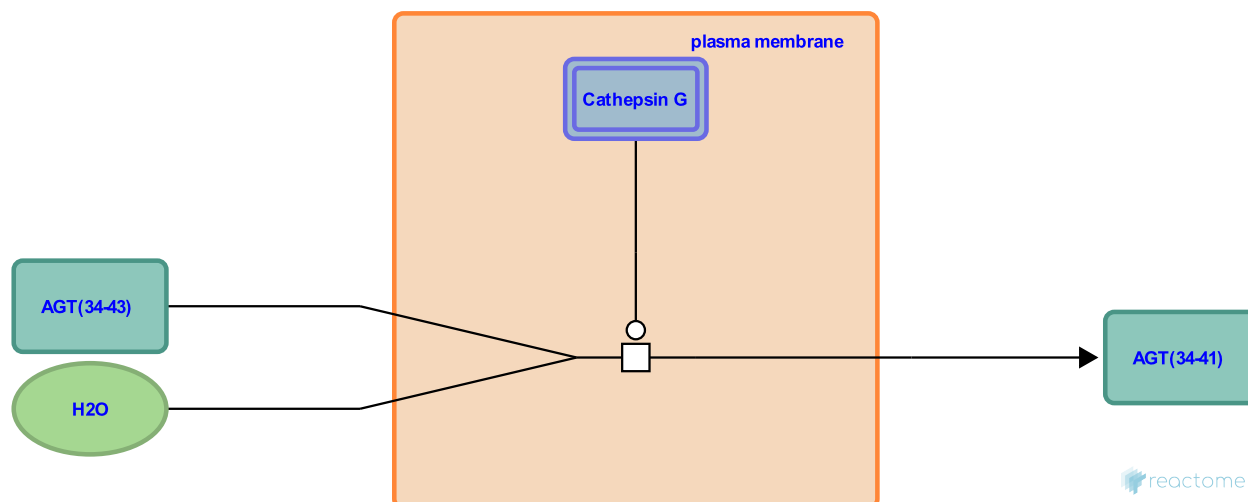 plasma membrane
Cathepsin G
AGT(34-43)
H2O
AGT(34-41)
reactome